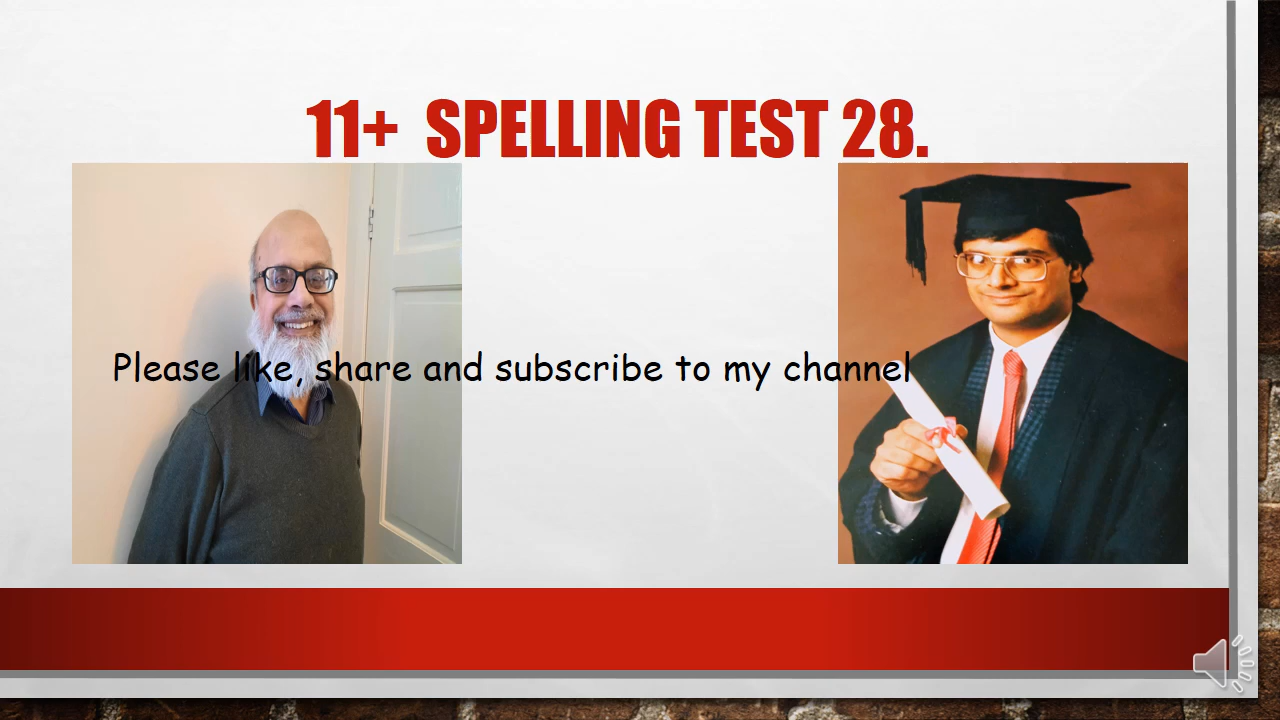 11+ SPELLING TEST 28.
Please like, share and subscribe to my channel